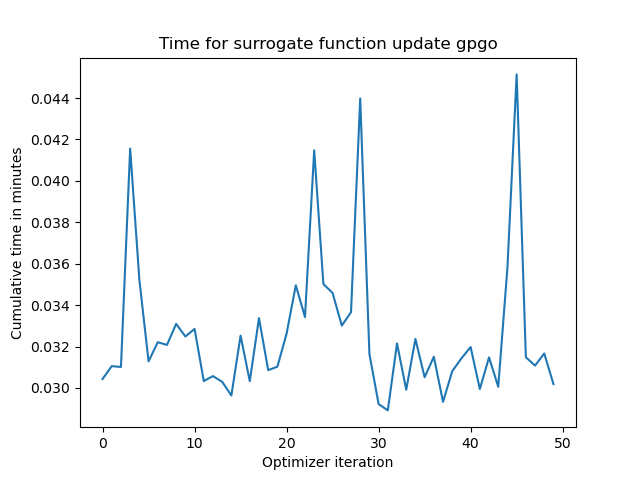 Time for surrogate function update gpgo
Cumulative time in minutes
0.044
0.042
0.040
0.038
0.036
0.034
0.032
0.030
0 10 20 30 40 50
Optimizer iteration